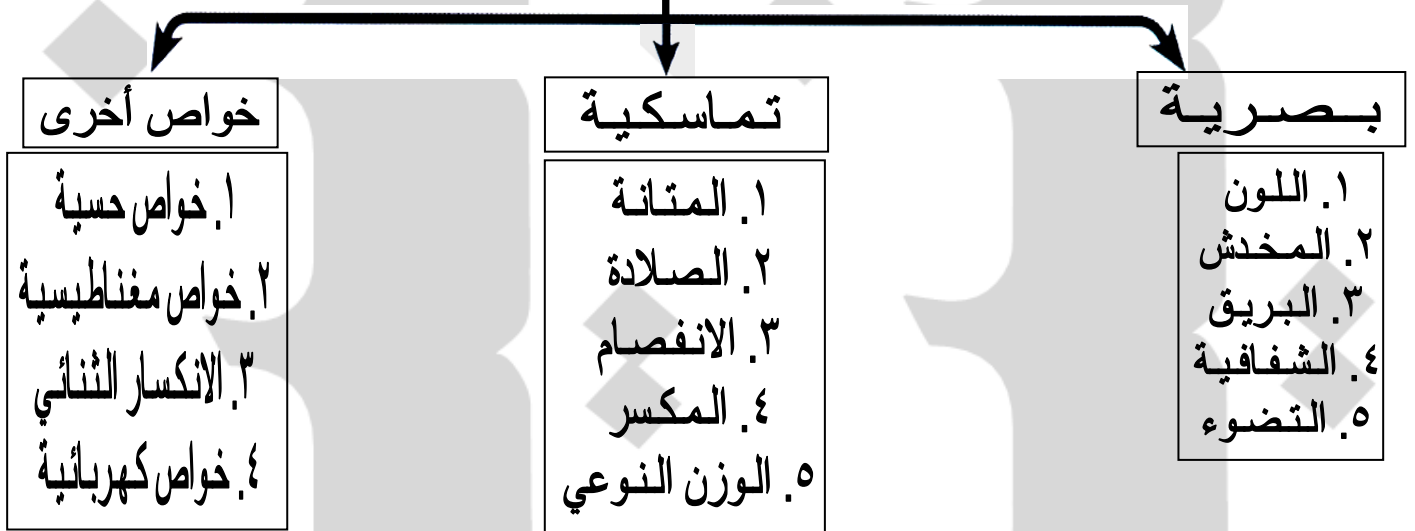 بصرية
١. اللون
٢. المخدش
٣. البريق
٤. الشفافية
٥. التضوء
تماسكية
١. المتانة
٢. الصلادة
٣. الانفصام
٤. المكسر
٥. الوزن النوعي
خواص أخرى
١. خواص حسية
٢. خواص مغناطيسية
٣. الانكسار الثنائي
٤. خواص كهربائية